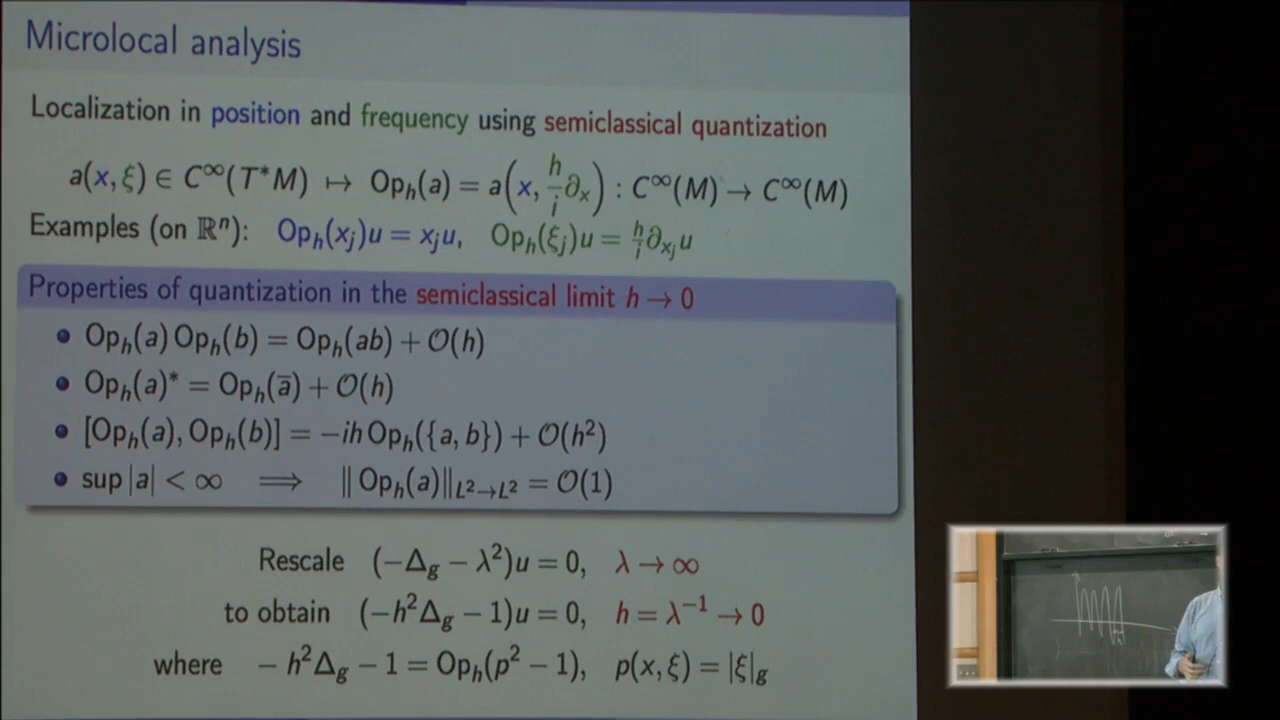 Microlocal analysis
Localization in position and frequency using semiclassical quantization
a(x, ξ) ∈ C^∞(T*M) ↦ Op_h(a) = a(x, h/i ∂_x) : C^∞(M) → C^∞(M)
Examples (on ℝⁿ): Op_h(x_j)u = x_j u, Op_h(ξ_j)u = h/i ∂_{x_j} u
Properties of quantization in the semiclassical limit h → 0
• Op_h(a) Op_h(b) = Op_h(ab) + O(h)
• Op_h(a)* = Op_h(a̅) + O(h)
• [Op_h(a), Op_h(b)] = −ih Op_h({a, b}) + O(h²)
• sup |a| < ∞ ⟹ ‖ Op_h(a)‖_{L²→L²} = O(1)
Rescale (−Δ_g − λ²)u = 0, λ → ∞
to obtain (−h²Δ_g − 1)u = 0, h = λ⁻¹ → 0
where − h²Δ_g − 1 = Op_h(p² − 1), p(x, ξ) = |ξ|_g